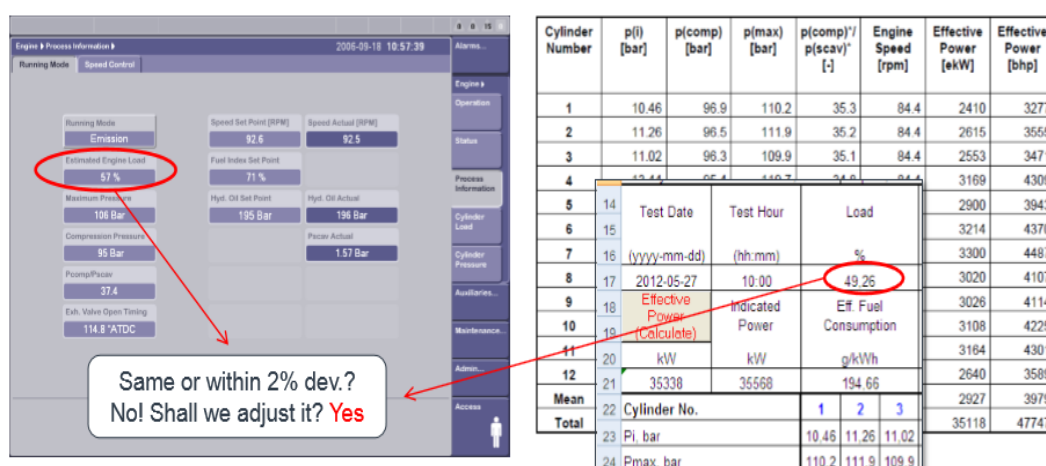 0 0 15 0
Engine Process Information 2006-09-18 10:57:39 Alarms...
Running Mode Speed Control
Engine
Operation
Status
Process Information
Cylinder Load
Cylinder Pressure
Auxiliaries...
Maintenance...
Admin...
Access
Running Mode Speed Set Point [RPM] Speed Actual [RPM]
Emission 92.6 92.5
Estimated Engine Load Fuel Index Set Point
57 % 71 %
Maximum Pressure Hyd. Oil Set Point Hyd. Oil Actual
106 Bar 195 Bar 196 Bar
Compression Pressure Pscav Actual
95 Bar 1.57 Bar
Pcomp/Pscav
37.4
Exh. Valve Open Timing
114.8 °ATDC
Same or within 2% dev.?
No! Shall we adjust it? Yes
Cylinder p(i) p(comp) p(max) p(comp)°/ Engine Effective Effective
Number [bar] [bar] [bar] p(scav)° Speed Power Power
[-] [rpm] [ekW] [bhp]
1 10.46 96.9 110.2 35.3 84.4 2410 3277
2 11.26 96.5 111.9 35.2 84.4 2615 3555
3 11.02 96.3 109.9 35.1 84.4 2553 347
4 3169 4309
5 2900 3943
6 3214 4370
7 3300 4487
8 3020 4107
9 3026 4114
10 3108 4225
11 3164 430
12 2640 3589
Mean 2927 3979
Total 35118 47747
14 Test Date Test Hour Load
15
16 (yyyy-mm-dd) (hh:mm) %
17 2012-05-27 10:00 49,26
18 Effective Indicated Eff. Fuel
Power Power Consumption
19 (Calculate)
20 kW kW g/kWh
21 35338 35568 194,66
22 Cylinder No. 1 2 3
23 Pi, bar 10,46 11,26 11,02
24 Pmax, bar 110,2 111,9 109,9